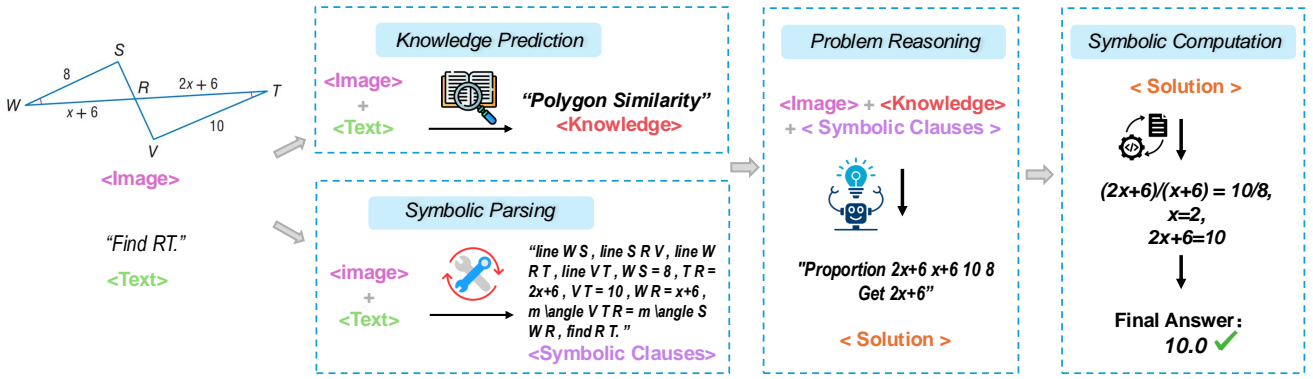 S
8
R
2x + 6
T
W
x + 6
10
V
<Image>
"Find RT."
<Text>
Knowledge Prediction
<Image>
+
<Text>
"Polygon Similarity"
<Knowledge>
Symbolic Parsing
<image>
+
<Text>
"line W S , line S R V , line W
R T , line V T , W S = 8 , T R =
2x+6 , V T = 10 , W R = x+6 ,
m \angle V T R = m \angle S
W R , find R T. "
<Symbolic Clauses>
Problem Reasoning
<Image> + <Knowledge>
+ < Symbolic Clauses >
"Proportion 2x+6 x+6 10 8
Get 2x+6”
< Solution >
Symbolic Computation
< Solution >
</>
(2x+6)/(x+6) = 10/8,
x=2,
2x+6=10
Final Answer：
10.0